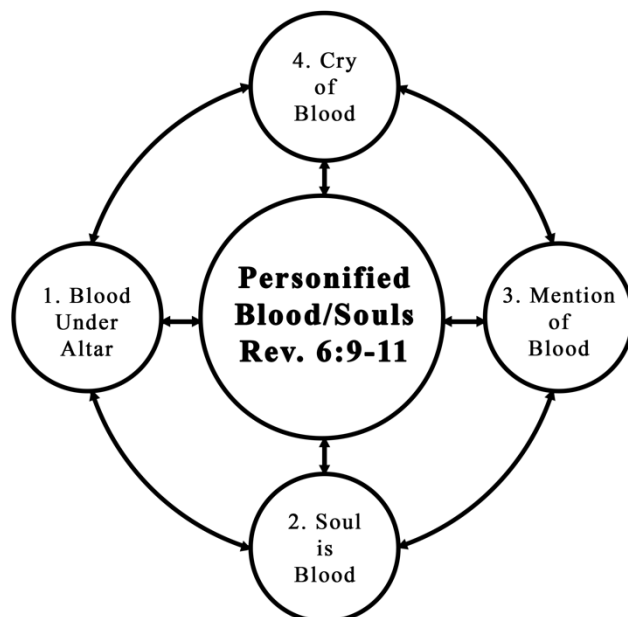 4. Cry
of
Blood
Personified
Blood/Souls
Rev. 6:9-11
1. Blood
Under
Altar
3. Mention
of
Blood
2. Soul
is
Blood